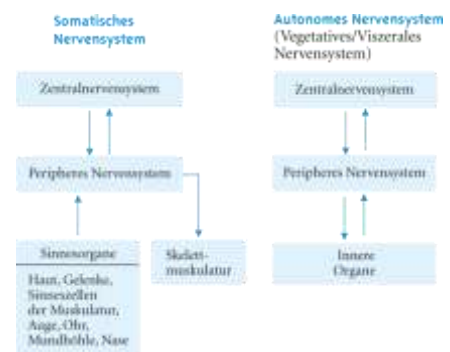 Somatisches
Nervensystem
Zentralnervensystem
Peripheres Nervensystem
Sinnesorgane
Haut, Gelenke,
Sinneszellen
der Muskulatur,
Auge, Ohr,
Mundhöhle, Nase
Skelett-
muskulatur
Autonomes Nervensystem
(Vegetatives/Viszerales
Nervensystem)
Zentralnervensystem
Peripheres Nervensystem
Innere
Organe